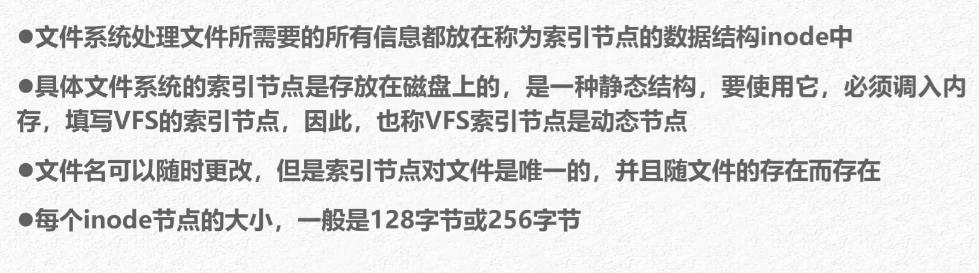 ●文件系统处理文件所需要的所有信息都放在称为索引节点的数据结构inode中
●具体文件系统的索引节点是存放在磁盘上的，是一种静态结构，要使用它，必须调入内
存，填写VFS的索引节点，因此，也称VFS索引节点是动态节点
●文件名可以随时更改，但是索引节点对文件是唯一的，并且随文件的存在而存在
●每个inode节点的大小，一般是128字节或256字节